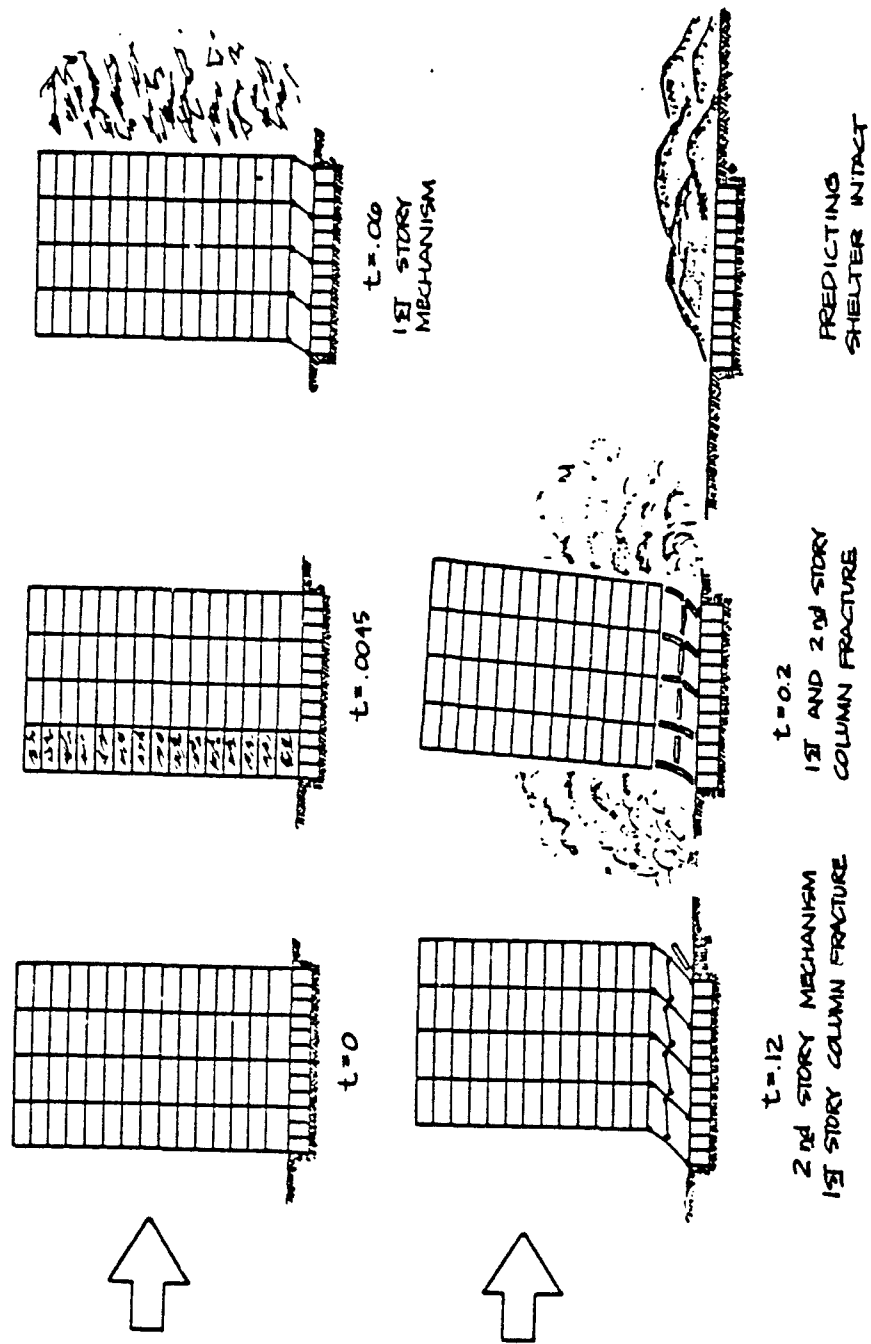 t=0
t=.0045
t=.06
1ST STORY
MECHANISM
t=.12
2nd STORY MECHANISM
1ST STORY COLUMN FRACTURE
t=0.2
1ST AND 2nd STORY
COLUMN FRACTURE
PREDICTING
SHELTER INTACT